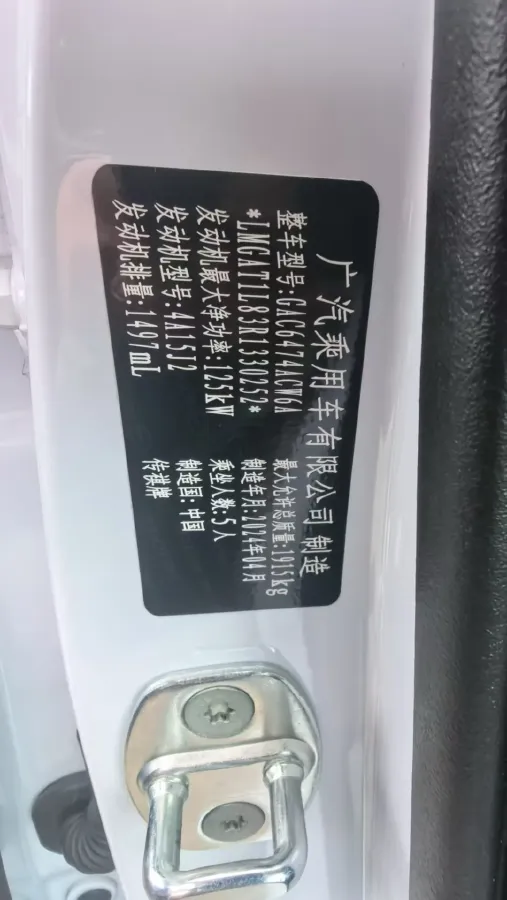 广汽乘用车有限公司 制造
整车型号:GAC6474ACW6A 最大允许总质量:1915kg
*LMGAT1L83R1330252* 制造年月:2024年04月
发动机最大净功率:125kW 乘坐人数:5人
发动机型号:4A15J2 制造国:中国
发动机排量:1497mL 传祺牌